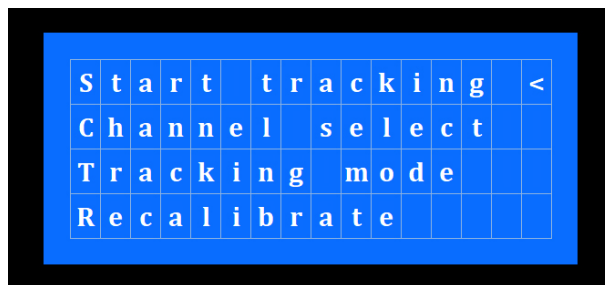 Start tracking <
Channel select
Tracking mode
Recalibrate